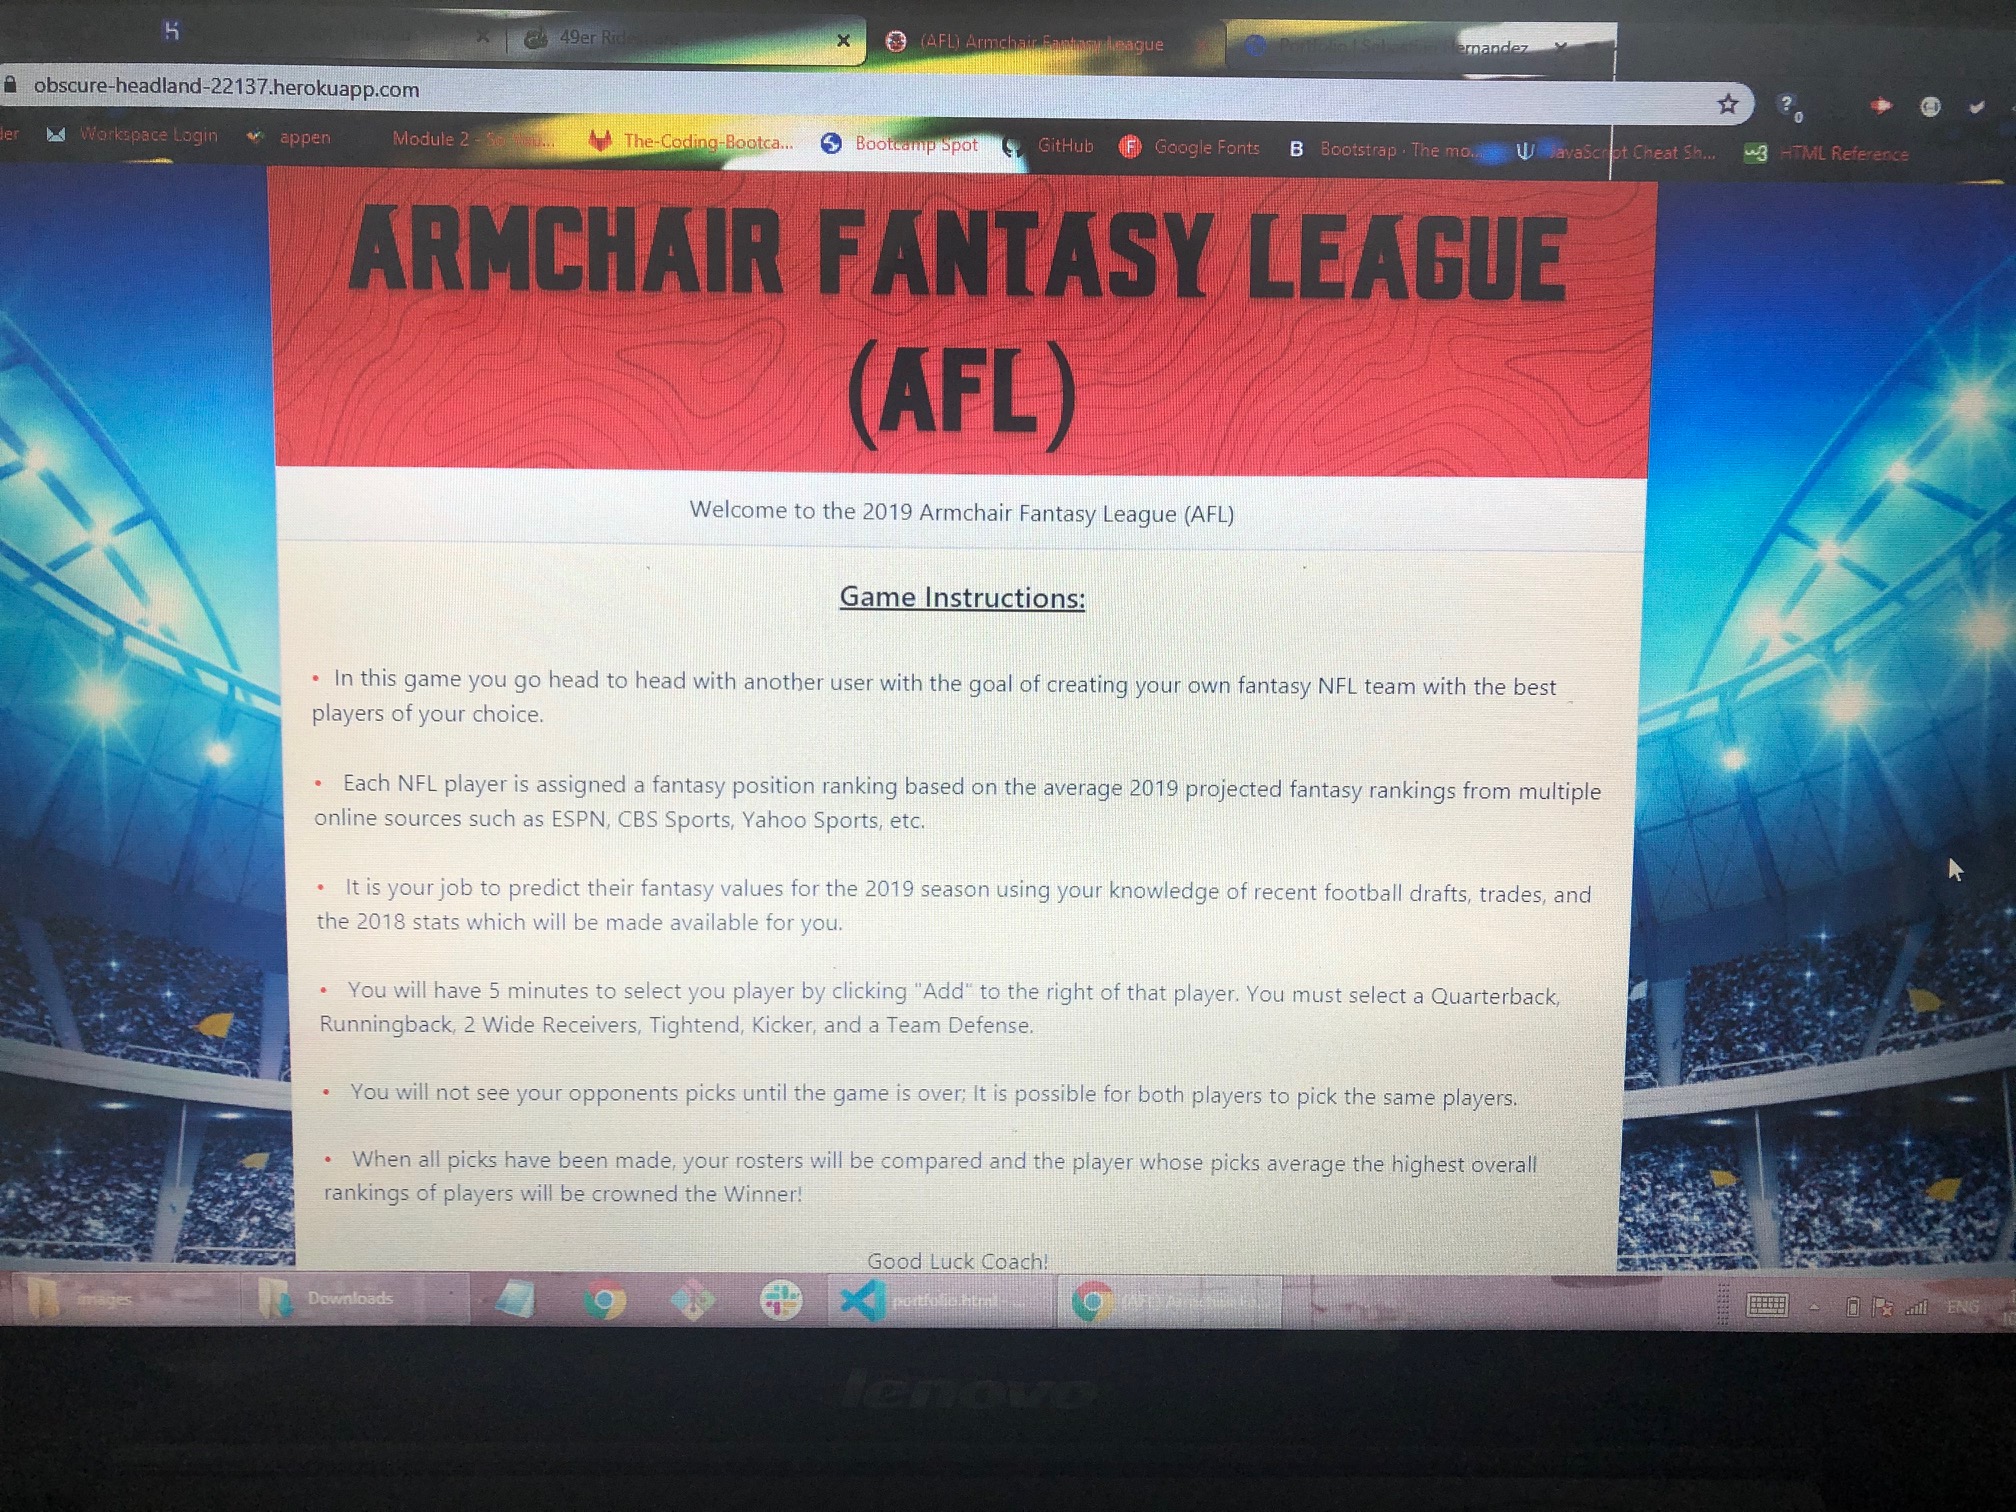 49er Rides
(AFL) Armchair Fantasy League
Hernandez
obscure-headland-22137.herokuapp.com
Workspace Login
appen
Module 2 -
The-Coding-Bootca...
Bootcamp Spot
GitHub
Google Fonts
B Bootstrap · The mo...
JavaScript Cheat Sh...
w3 HTML Reference
ARMCHAIR FANTASY LEAGUE
(AFL)
Welcome to the 2019 Armchair Fantasy League (AFL)
Game Instructions:
• In this game you go head to head with another user with the goal of creating your own fantasy NFL team with the best
players of your choice.
• Each NFL player is assigned a fantasy position ranking based on the average 2019 projected fantasy rankings from multiple
online sources such as ESPN, CBS Sports, Yahoo Sports, etc.
• It is your job to predict their fantasy values for the 2019 season using your knowledge of recent football drafts, trades, and
the 2018 stats which will be made available for you.
• You will have 5 minutes to select you player by clicking "Add" to the right of that player. You must select a Quarterback,
Runningback, 2 Wide Receivers, Tightend, Kicker, and a Team Defense.
• You will not see your opponents picks until the game is over; It is possible for both players to pick the same players.
• When all picks have been made, your rosters will be compared and the player whose picks average the highest overall
rankings of players will be crowned the Winner!
Good Luck Coach!
images
Downloads
portfolio.html -
ENG
lenovo